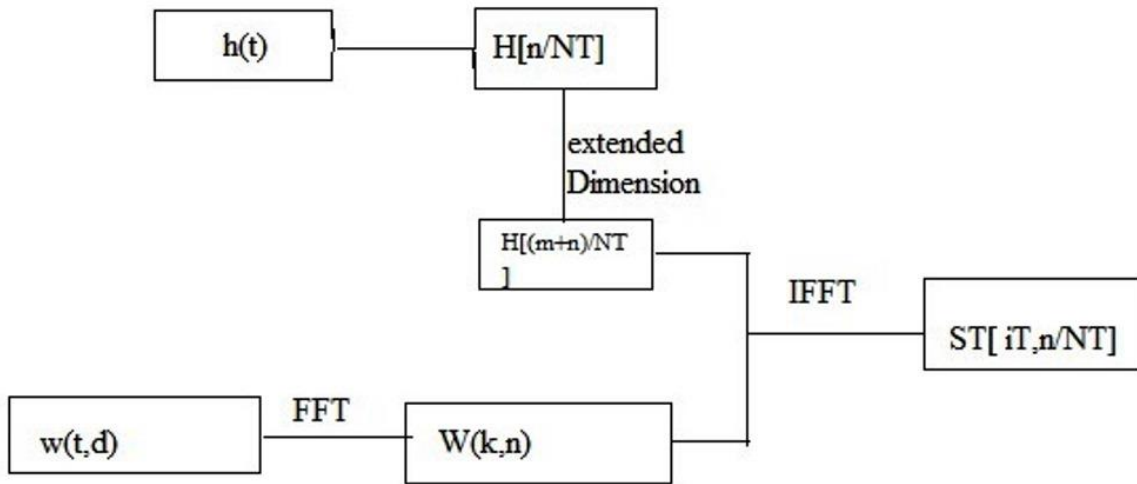 h(t)
H[n/NT]
extended
Dimension
H[(m+n)/NT
]
IFFT
ST[ iT,n/NT]
w(t,d)
FFT
W(k,n)